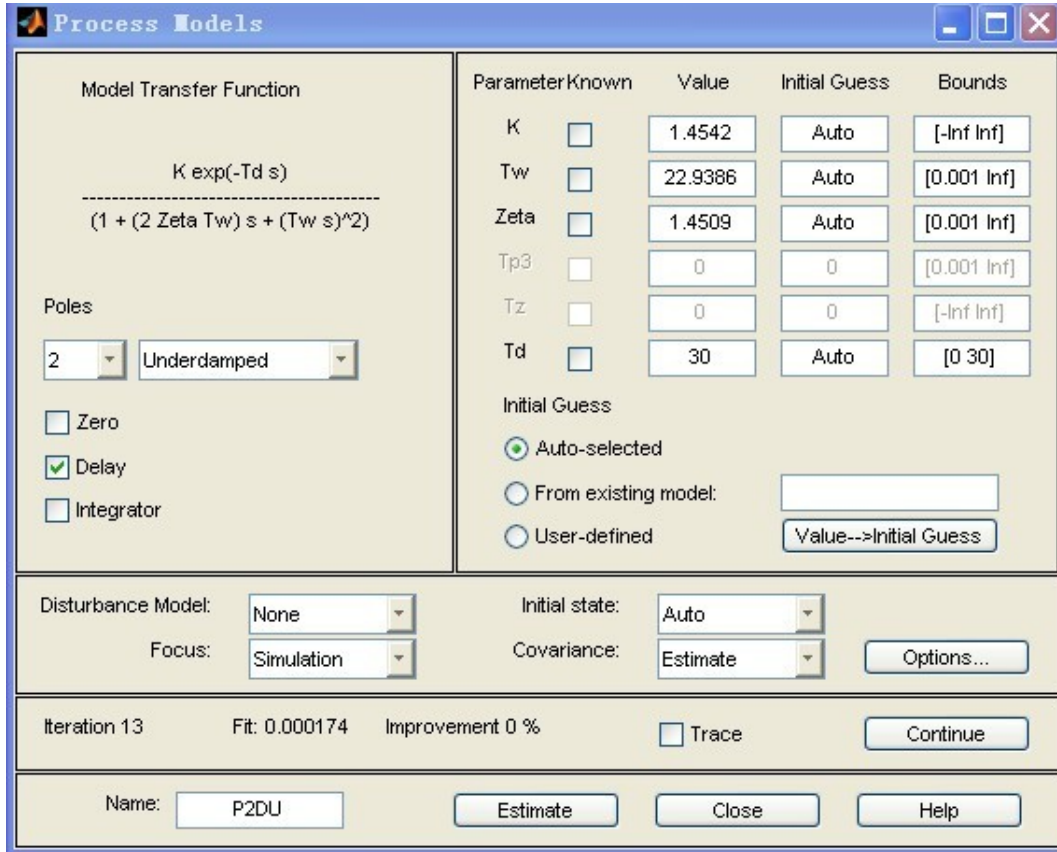 Process Models
Model Transfer Function
K exp(-Td s)
----------------------------------------
(1 + (2 Zeta Tw) s + (Tw s)^2)
Poles
2 Underdamped
Zero
Delay
Integrator
Parameter Known Value Initial Guess Bounds
K 1.4542 Auto [-Inf Inf]
Tw 22.9386 Auto [0.001 Inf]
Zeta 1.4509 Auto [0.001 Inf]
Tp3 0 0 [0.001 Inf]
Tz 0 0 [-Inf Inf]
Td 30 Auto [0 30]
Initial Guess
Auto-selected
From existing model:
User-defined Value-->Initial Guess
Disturbance Model: None Initial state: Auto
Focus: Simulation Covariance: Estimate Options...
Iteration 13 Fit: 0.000174 Improvement 0 % Trace Continue
Name: P2DU Estimate Close Help